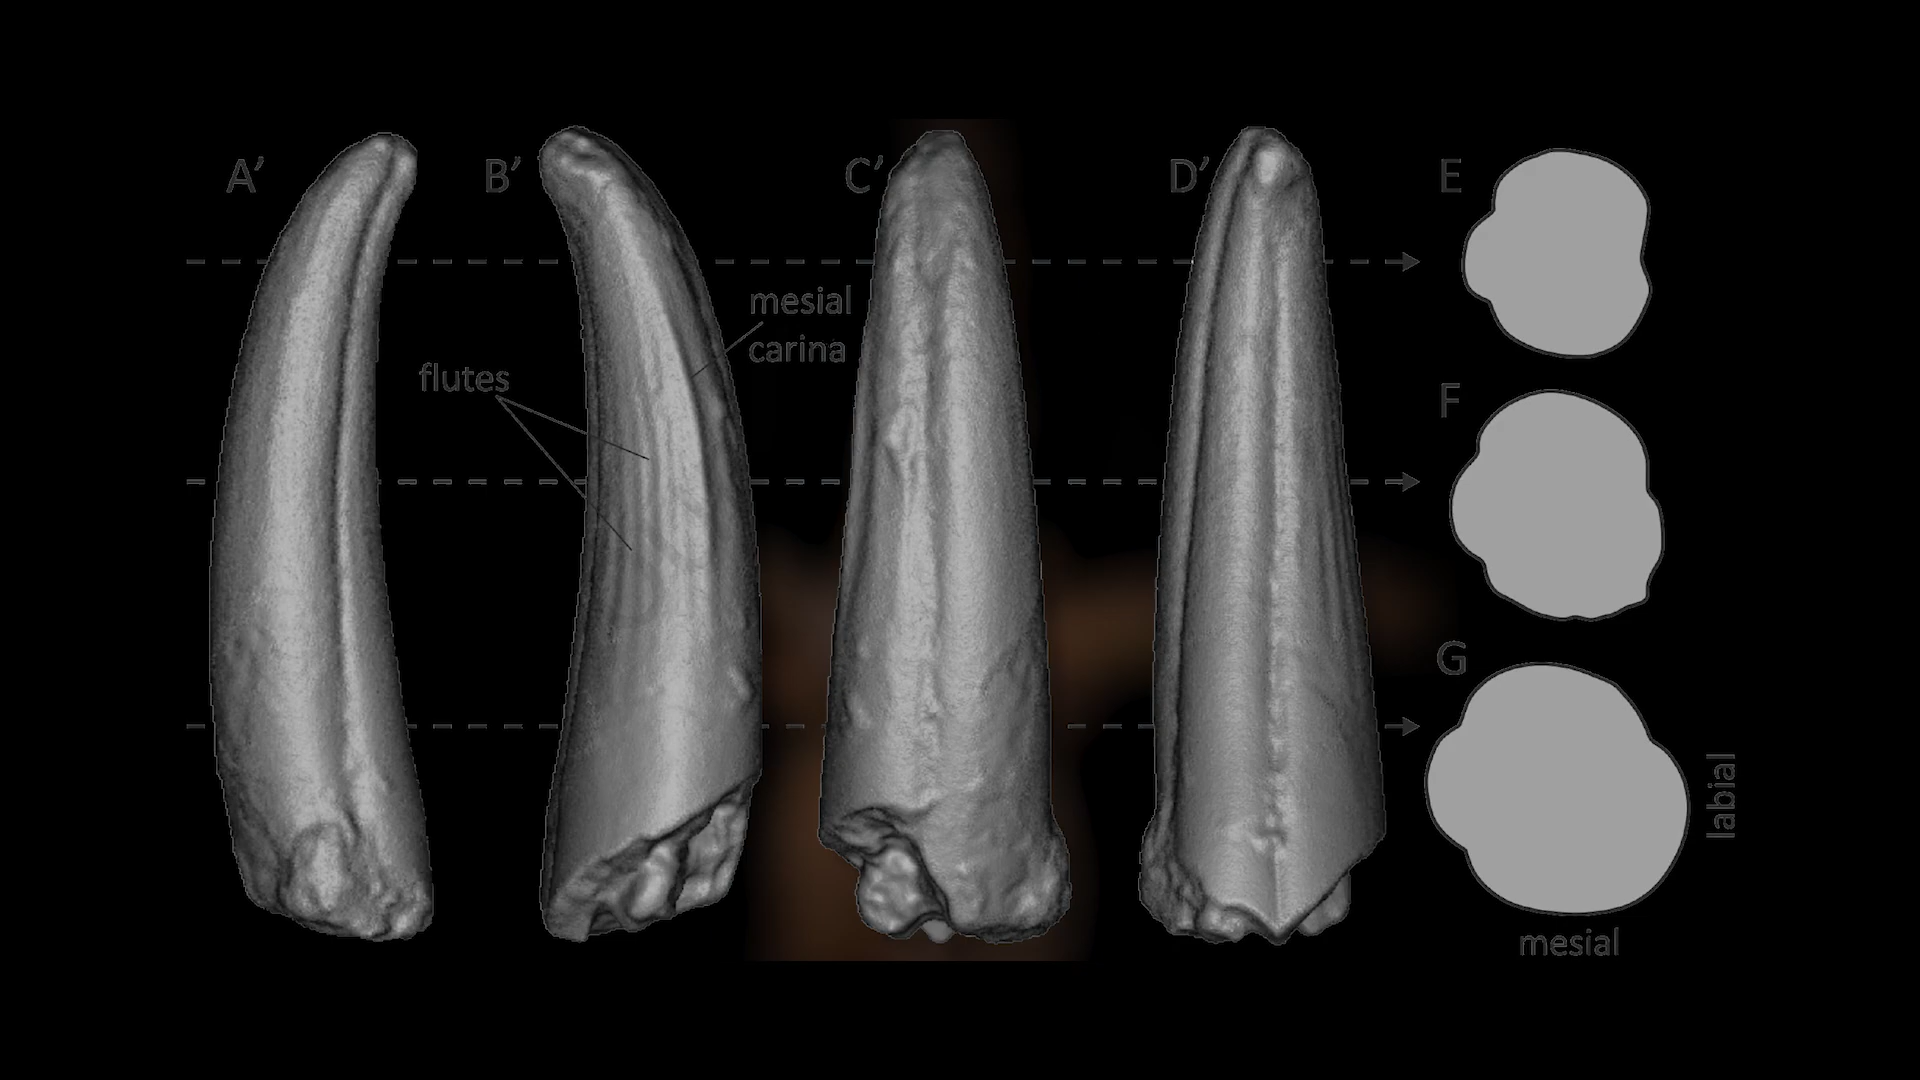 A’
B’
C’
D’
E
mesial
carina
flutes
F
G
labial
mesial